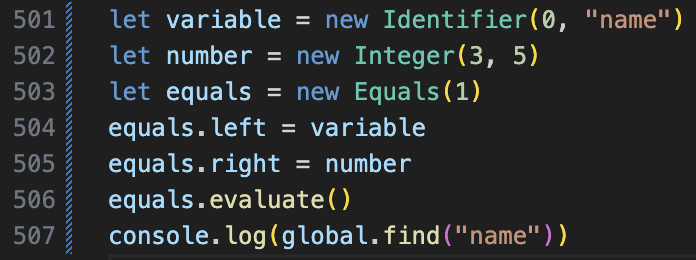 501 let variable = new Identifier(0, "name")
502 let number = new Integer(3, 5)
503 let equals = new Equals(1)
504 equals.left = variable
505 equals.right = number
506 equals.evaluate()
507 console.log(global.find("name"))